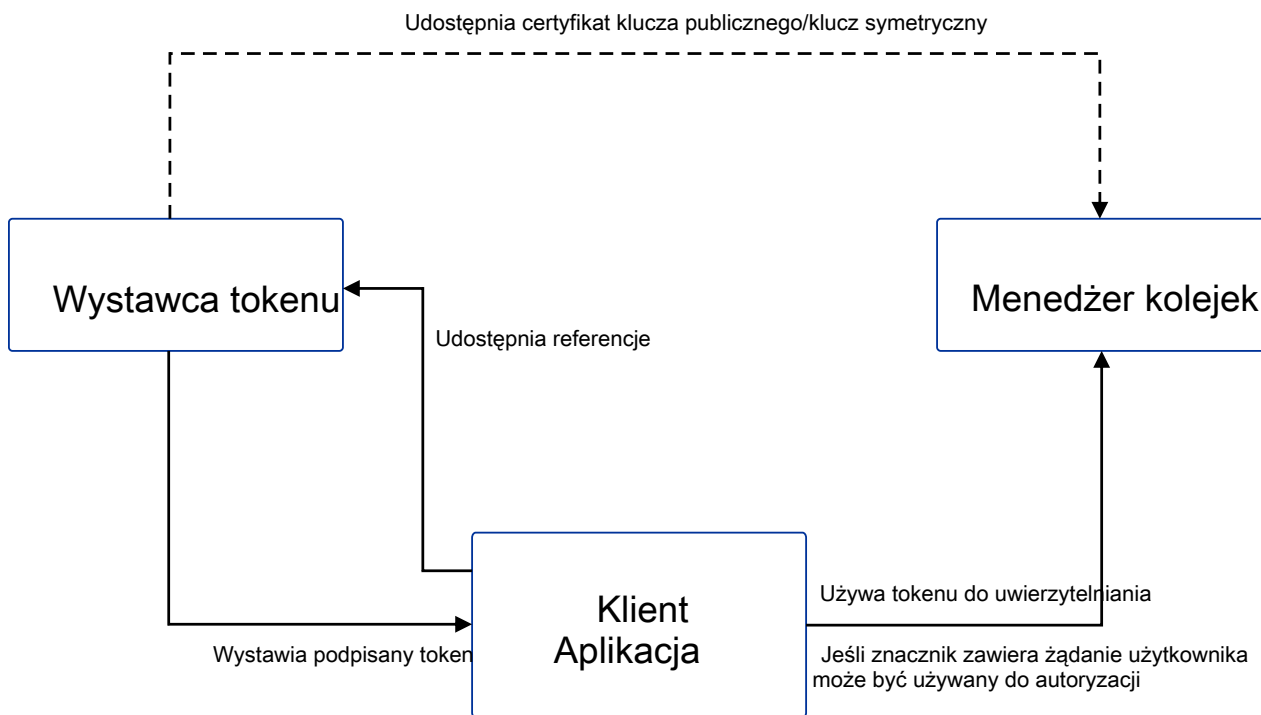 Udostępnia certyfikat klucza publicznego/klucz symetryczny
Wystawca tokenu
Menedżer kolejek
Udostępnia referencje
Klient
Aplikacja
Używa tokenu do uwierzytelniania
Wystawia podpisany token
Jeśli znacznik zawiera żądanie użytkownika
może być używany do autoryzacji